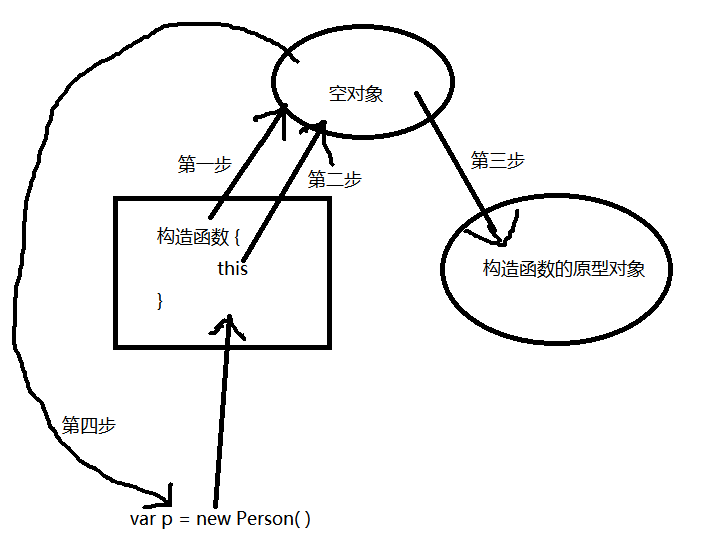 空对象
第一步
第二步
第三步
构造函数 {
this
}
构造函数的原型对象
第四步
var p = new Person( )